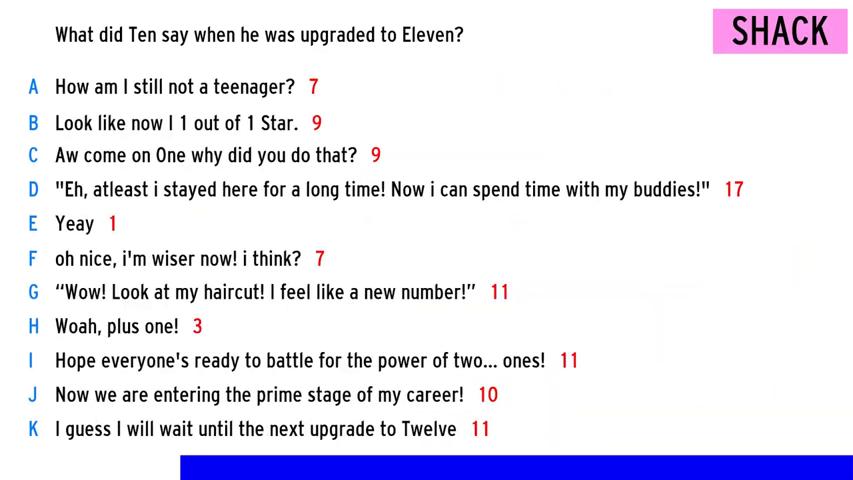 What did Ten say when he was upgraded to Eleven?
SHACK
A How am I still not a teenager? 7
B Look like now I 1 out of 1 Star. 9
C Aw come on One why did you do that? 9
D "Eh, atleast i stayed here for a long time! Now i can spend time with my buddies!" 17
E Yeay 1
F oh nice, i'm wiser now! i think? 7
G “Wow! Look at my haircut! I feel like a new number!” 11
H Woah, plus one! 3
I Hope everyone's ready to battle for the power of two... ones! 11
J Now we are entering the prime stage of my career! 10
K I guess I will wait until the next upgrade to Twelve 11